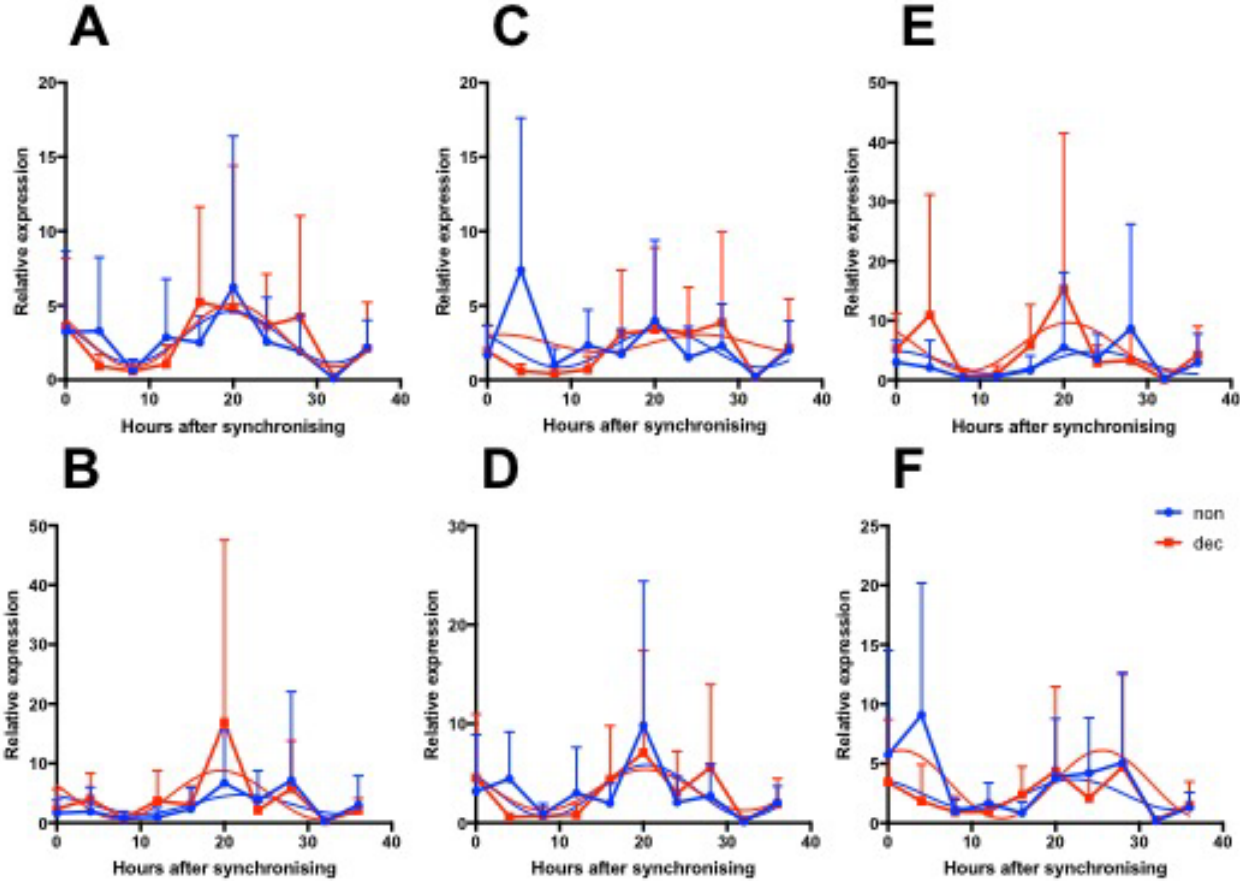 A
C
E
20
15
10
5
0
Relative expression
0 10 20 30 40
Hours after synchronising
20
15
10
5
0
Relative expression
0 10 20 30 40
Hours after synchronising
50
40
30
20
10
0
Relative expression
0 10 20 30 40
Hours after synchronising
B
D
F
50
40
30
20
10
0
Relative expression
0 10 20 30 40
Hours after synchronising
30
20
10
0
Relative expression
0 10 20 30 40
Hours after synchronising
25
20
15
10
5
0
Relative expression
0 10 20 30 40
Hours after synchronising
non
dec